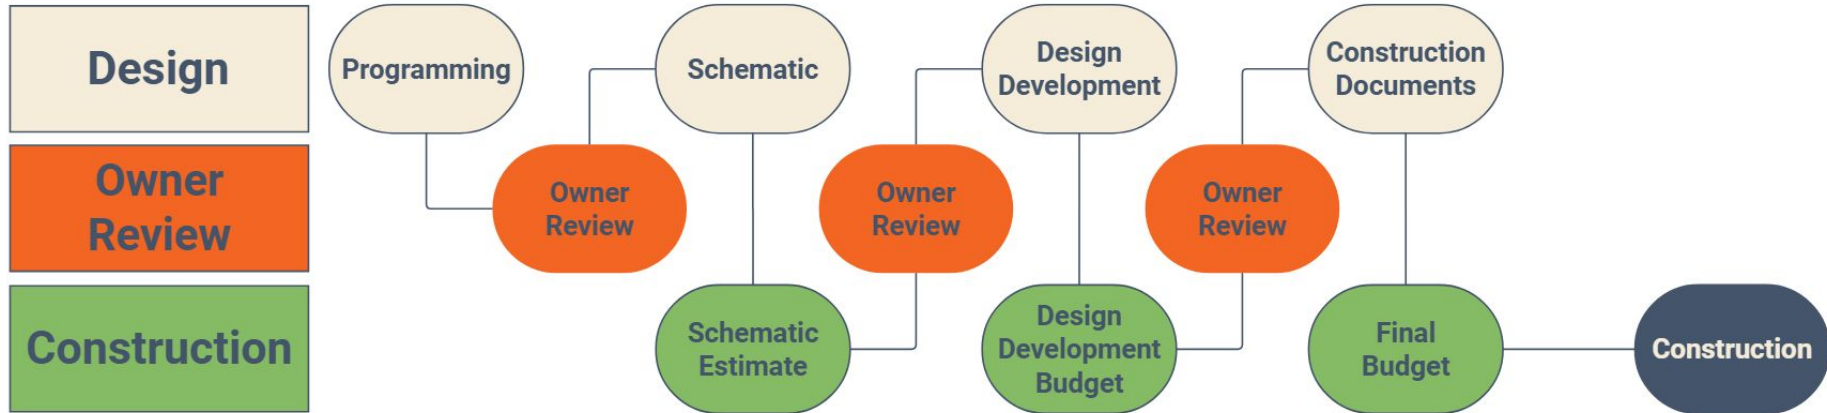 Design
Programming
Schematic
Design
Development
Construction
Documents
Owner
Review
Owner
Review
Owner
Review
Owner
Review
Construction
Schematic
Estimate
Design
Development
Budget
Final
Budget
Construction